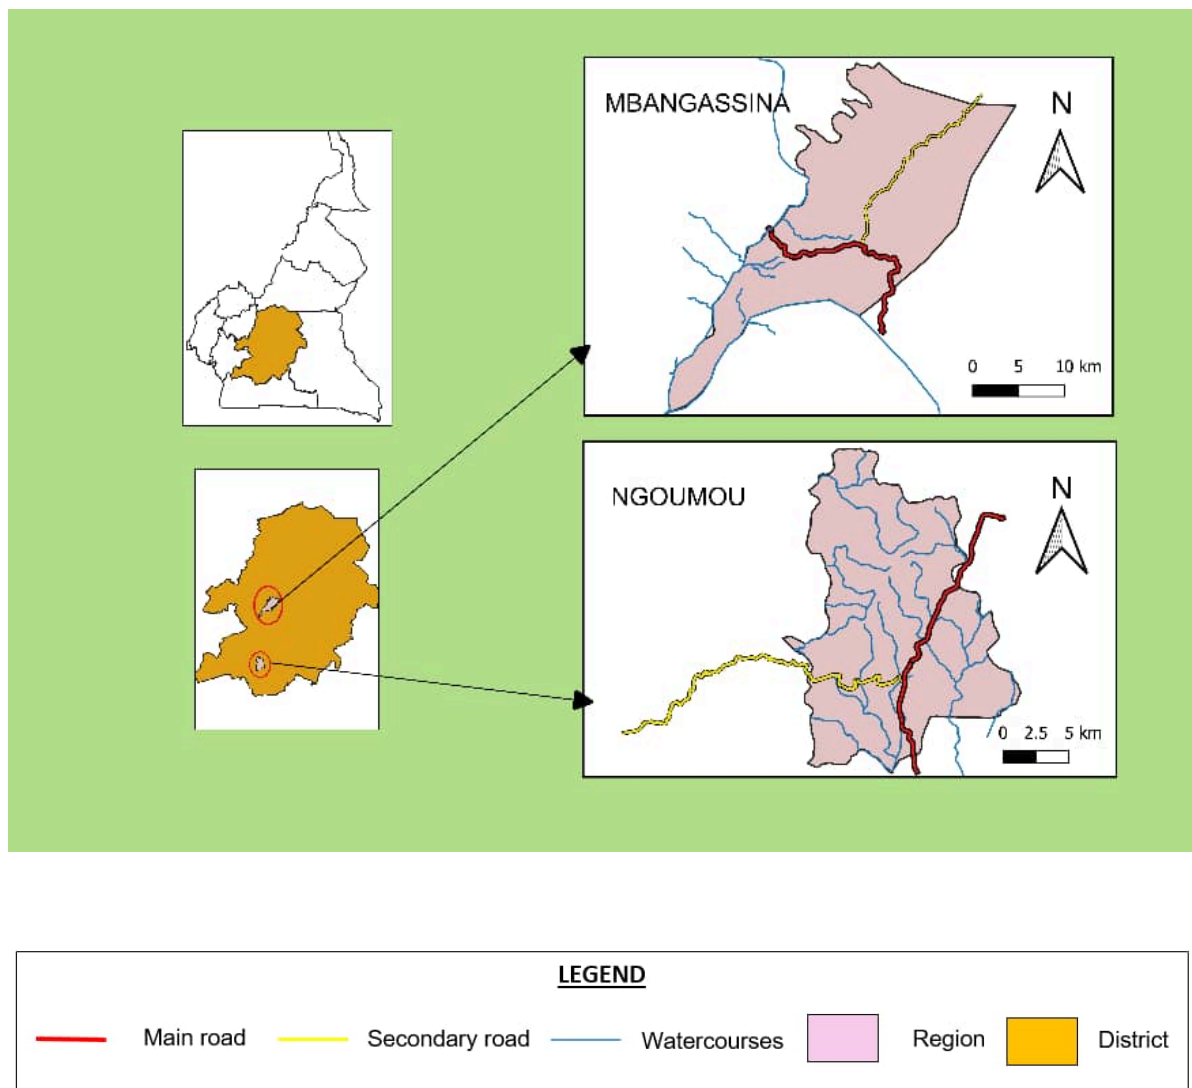 MBANGASSINA
N
0 5 10 km
NGOUMOU
N
0 2.5 5 km
LEGEND
Main road
Secondary road
Watercourses
Region
District